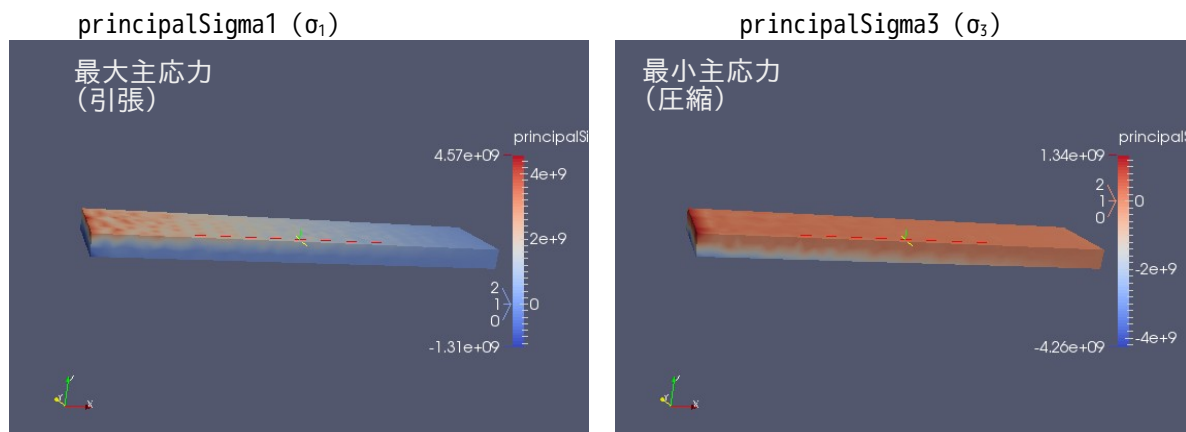 principalSigma1 (σ₁)
最大主応力
(引張)
principalSi
4.57e+09
4e+9
2e+9
2
1
0
0
-1.31e+09
Y
X
principalSigma3 (σ₃)
最小主応力
(圧縮)
principalS
1.34e+09
2
1
0
0
-2e+9
-4e+9
-4.26e+09
Y
X